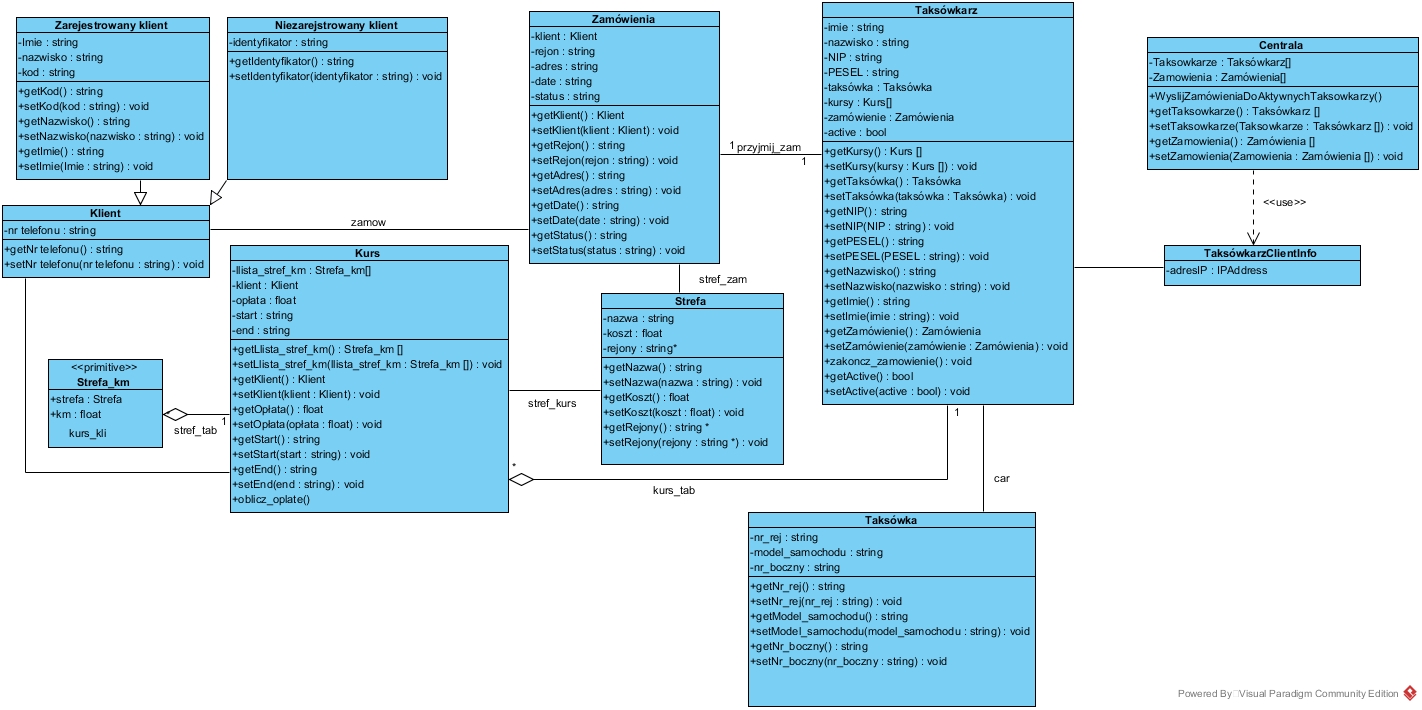 Zarejestrowany klient
-Imie : string
-nazwisko : string
-kod : string
+getKod() : string
+setKod(kod : string) : void
+getNazwisko() : string
+setNazwisko(nazwisko : string) : void
+getImie() : string
+setImie(Imie : string) : void
Niezarejstrowany klient
-identyfikator : string
+getIdentyfikator() : string
+setIdentyfikator(identyfikator : string) : void
Zamówienia
-klient : Klient
-rejon : string
-adres : string
-date : string
-status : string
+getKlient() : Klient
+setKlient(klient : Klient) : void
+getRejon() : string
+setRejon(rejon : string) : void
+getAdres() : string
+setAdres(adres : string) : void
+getDate() : string
+setDate(date : string) : void
+getStatus() : string
+setStatus(status : string) : void
1 przyjmij_zam
1
Taksówkarz
-imie : string
-nazwisko : string
-NIP : string
-PESEL : string
-taksówka : Taksówka
-kursy : Kurs[]
-zamówienie : Zamówienia
-active : bool
+getKursy() : Kurs []
+setKursy(kursy : Kurs []) : void
+getTaksówka() : Taksówka
+setTaksówka(taksówka : Taksówka) : void
+getNIP() : string
+setNIP(NIP : string) : void
+getPESEL() : string
+setPESEL(PESEL : string) : void
+getNazwisko() : string
+setNazwisko(nazwisko : string) : void
+getImie() : string
+setImie(imie : string) : void
+getZamówienie() : Zamówienia
+setZamówienie(zamówienie : Zamówienia) : void
+zakoncz_zamowienie() : void
+getActive() : bool
+setActive(active : bool) : void
Centrala
-Taksowkarze : Taksówkarz[]
-Zamowienia : Zamówienia[]
+WyslijZamówieniaDoAktywnychTaksowkarzy()
+getTaksowkarze() : Taksówkarz []
+setTaksowkarze(Taksowkarze : Taksówkarz []) : void
+getZamowienia() : Zamówienia []
+setZamowienia(Zamowienia : Zamówienia []) : void
<<use>>
TaksówkarzClientInfo
-adresIP : IPAddress
Klient
-nr telefonu : string
+getNr telefonu() : string
+setNr telefonu(nr telefonu : string) : void
zamow
Kurs
-llista_stref_km : Strefa_km[]
-klient : Klient
-opłata : float
-start : string
-end : string
+getLlista_stref_km() : Strefa_km []
+setLlista_stref_km(llista_stref_km : Strefa_km []) : void
+getKlient() : Klient
+setKlient(klient : Klient) : void
+getOpłata() : float
+setOpłata(opłata : float) : void
+getStart() : string
+setStart(start : string) : void
+getEnd() : string
+setEnd(end : string) : void
+oblicz_oplate()
stref_zam
Strefa
-nazwa : string
-koszt : float
-rejony : string*
+getNazwa() : string
+setNazwa(nazwa : string) : void
+getKoszt() : float
+setKoszt(koszt : float) : void
+getRejony() : string *
+setRejony(rejony : string *) : void
stref_kurs
<<primitive>>
Strefa_km
+strefa : Strefa
+km : float
kurs_kli
1
stref_tab
*
kurs_tab
1
car
Taksówka
-nr_rej : string
-model_samochodu : string
-nr_boczny : string
+getNr_rej() : string
+setNr_rej(nr_rej : string) : void
+getModel_samochodu() : string
+setModel_samochodu(model_samochodu : string) : void
+getNr_boczny() : string
+setNr_boczny(nr_boczny : string) : void
Powered By Visual Paradigm Community Edition